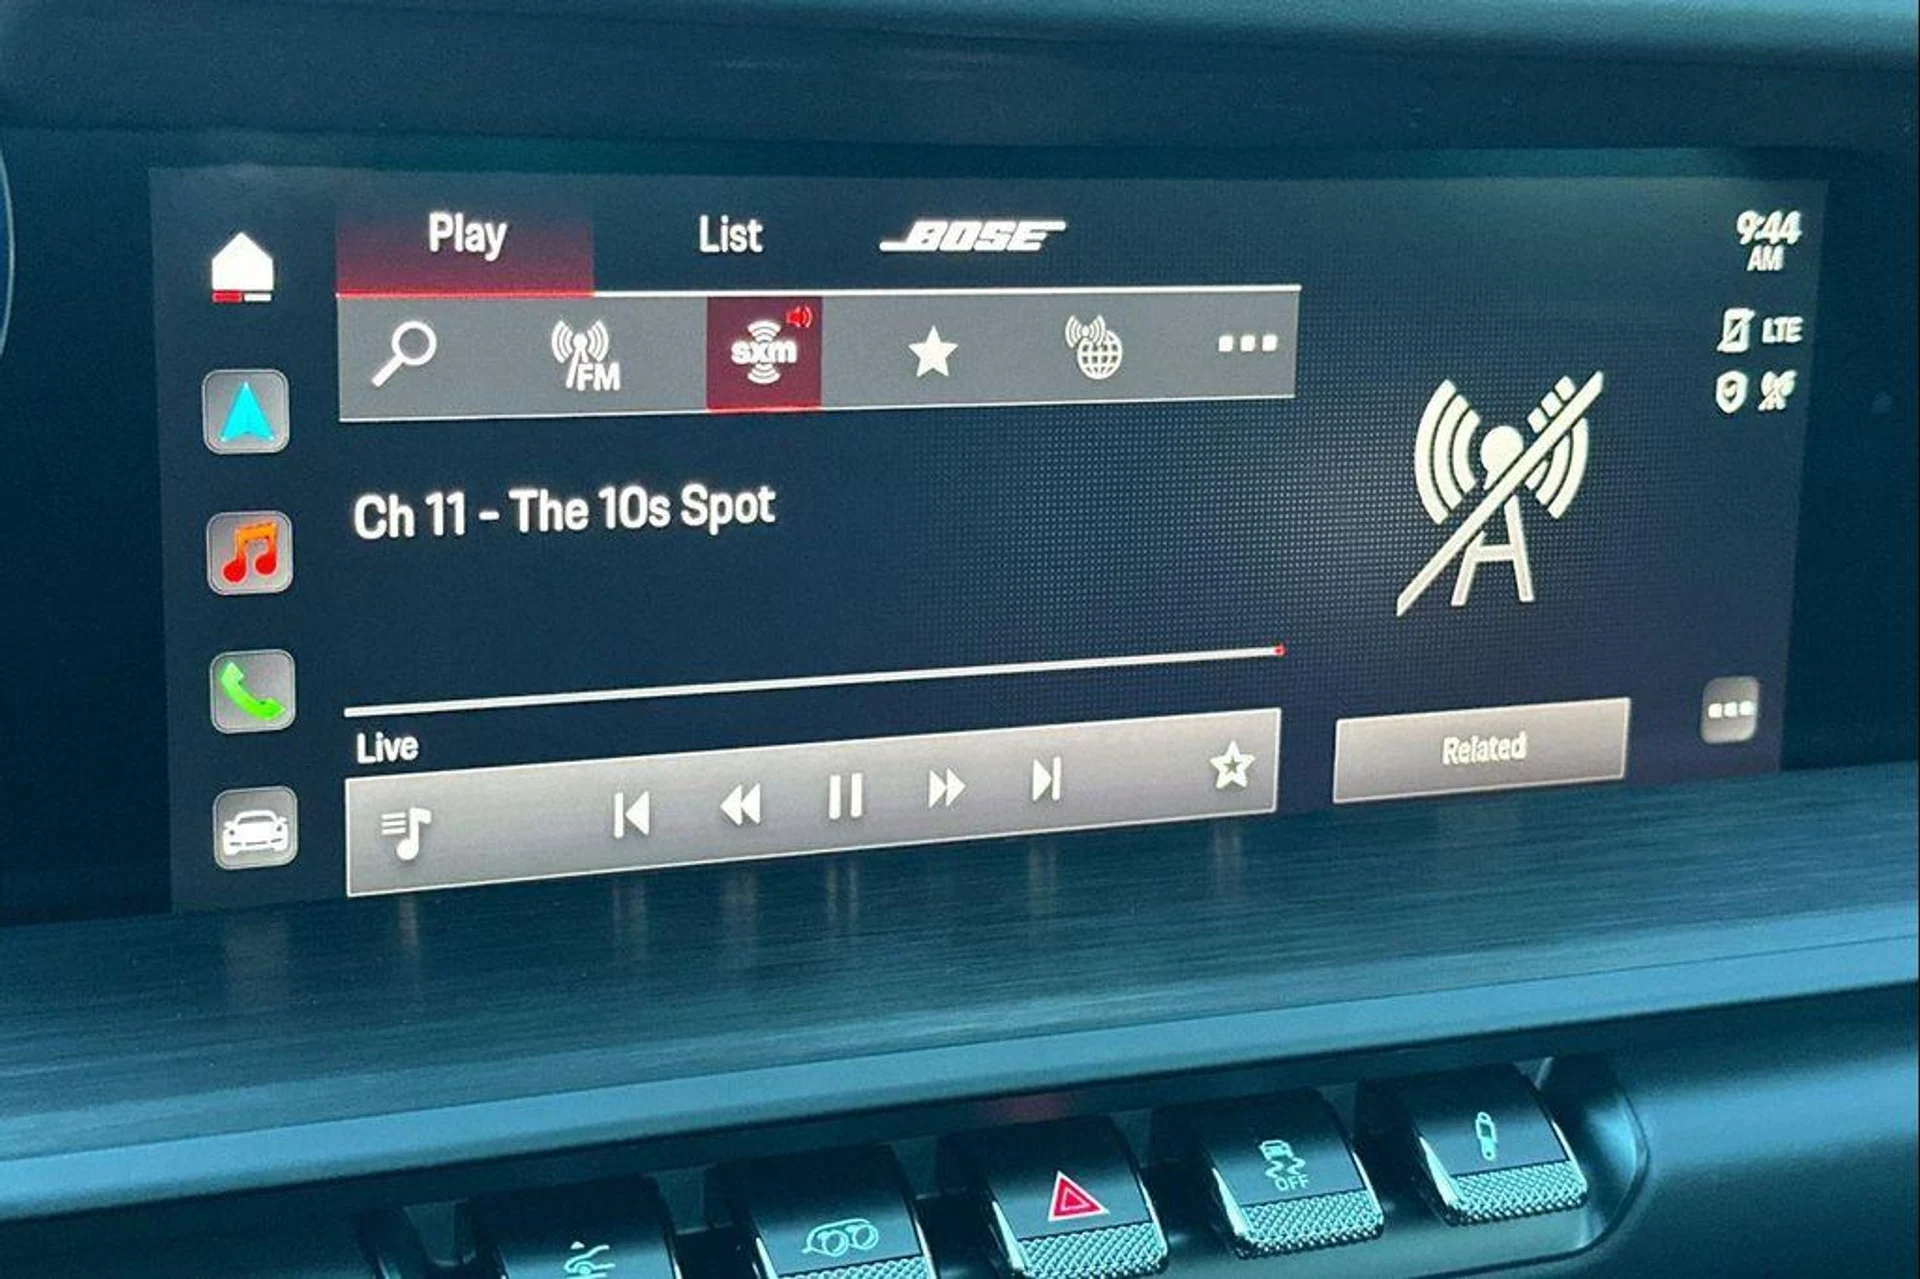 Play
List
BOSE
9:44
AM
FM
sxm
LTE
Ch 11 - The 10s Spot
Live
Related
OFF